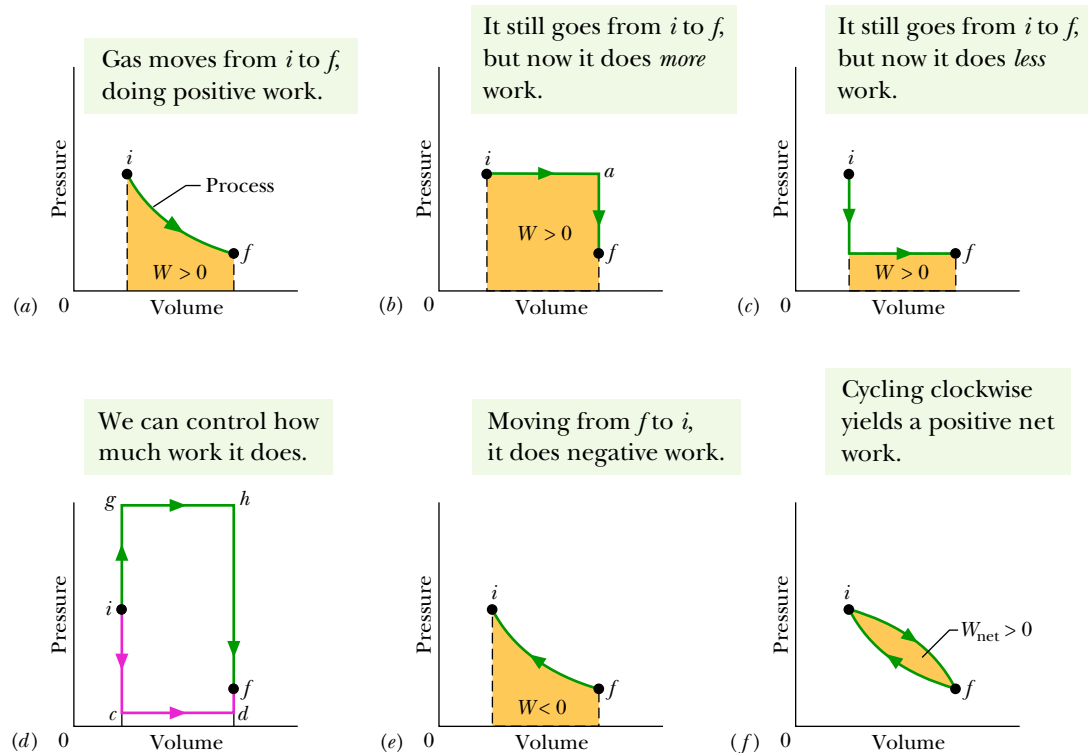 Gas moves from i to f,
doing positive work.
Pressure
i
Process
f
W > 0
(a)
0
Volume
It still goes from i to f,
but now it does more
work.
Pressure
i
a
W > 0
f
(b)
0
Volume
It still goes from i to f,
but now it does less
work.
Pressure
i
f
W > 0
(c)
0
Volume
We can control how
much work it does.
Pressure
g
h
i
f
c
d
(d)
0
Volume
Moving from f to i,
it does negative work.
Pressure
i
f
W < 0
(e)
0
Volume
Cycling clockwise
yields a positive net
work.
Pressure
i
Wnet > 0
f
(f)
0
Volume